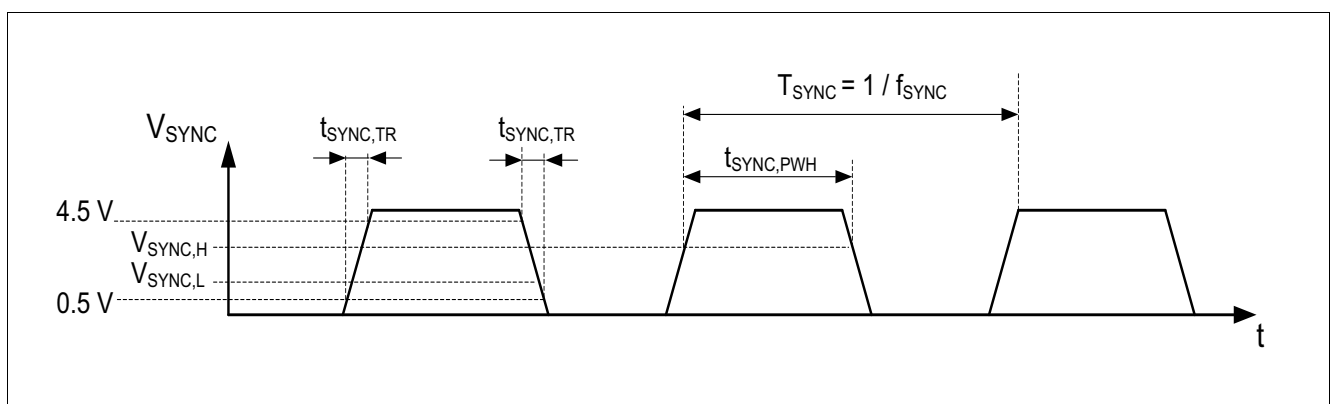 T_SYNC = 1 / f_SYNC
V_SYNC
t_SYNC,TR
t_SYNC,TR
t_SYNC,PWH
4.5 V
V_SYNC,H
V_SYNC,L
0.5 V
t